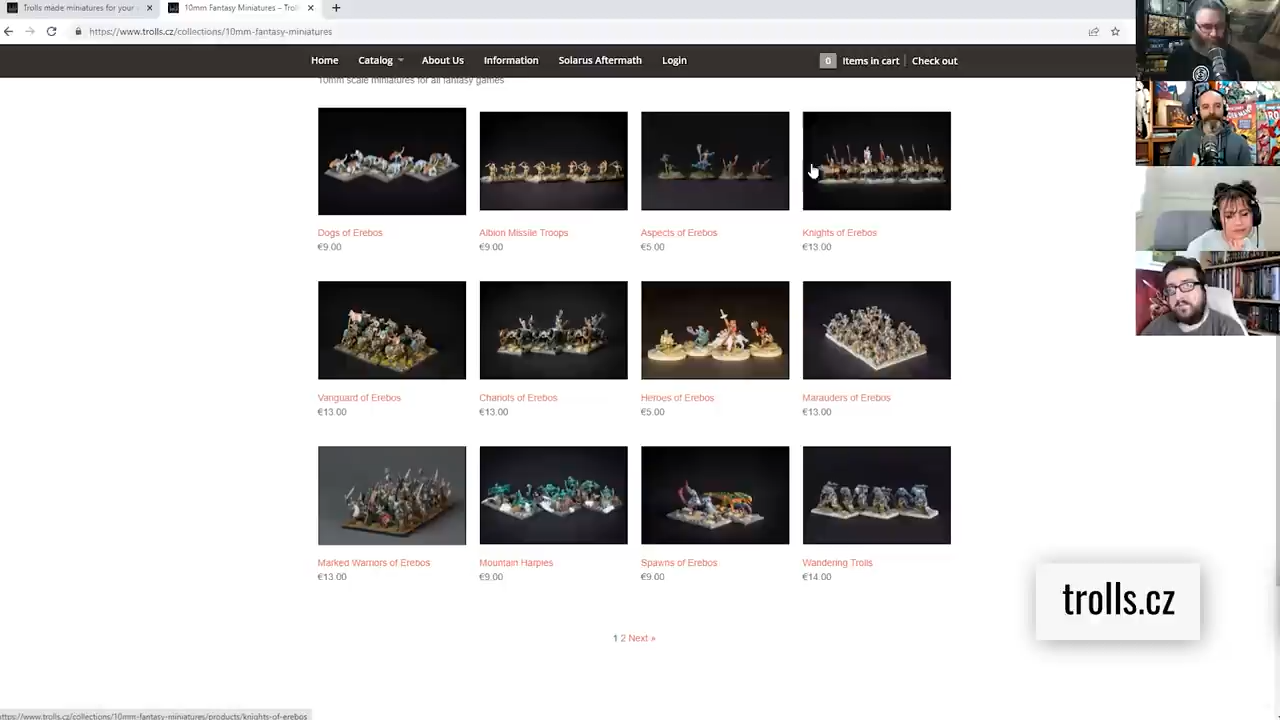 Trolls made miniatures for your
10mm Fantasy Miniatures – Troll
https://www.trolls.cz/collections/10mm-fantasy-miniatures
Home Catalog About Us Information Solarus Aftermath Login 0 Items in cart Check out
10mm scale miniatures for all fantasy games
Dogs of Erebos Albion Missile Troops Aspects of Erebos Knights of Erebos
€9.00 €9.00 €5.00 €13.00
Vanguard of Erebos Chariots of Erebos Heroes of Erebos Marauders of Erebos
€13.00 €13.00 €5.00 €13.00
Marked Warriors of Erebos Mountain Harpies Spawns of Erebos Wandering Trolls
€13.00 €9.00 €9.00 €14.00
trolls.cz
1 2 Next »
https://www.trolls.cz/collections/10mm-fantasy-miniatures/products/knights-of-erebos